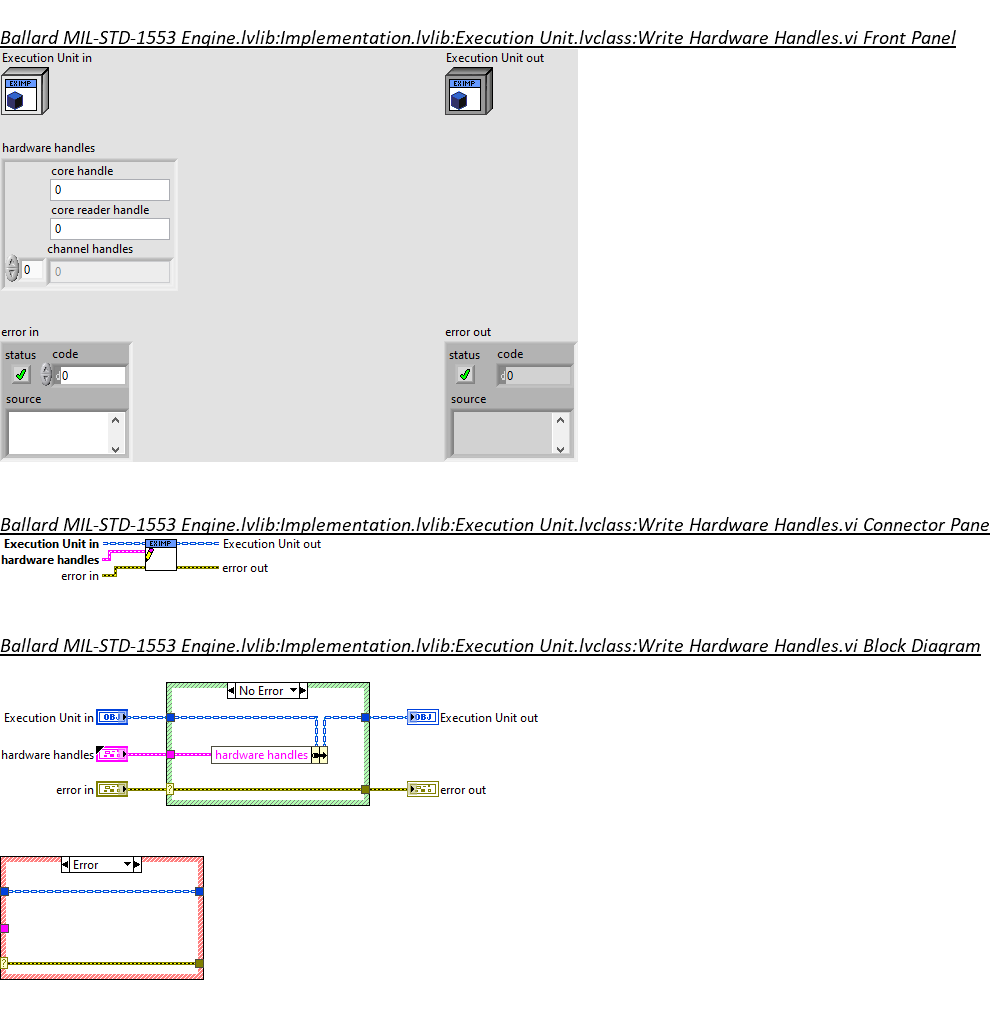 Ballard MIL-STD-1553 Engine.lvlib:Implementation.lvlib:Execution Unit.lvclass:Write Hardware Handles.vi Front Panel
Execution Unit in
Execution Unit out
EXIMP
EXIMP
hardware handles
core handle
0
core reader handle
0
channel handles
0
0
error in
error out
status
code
status
code
d0
d0
source
source
Ballard MIL-STD-1553 Engine.lvlib:Implementation.lvlib:Execution Unit.lvclass:Write Hardware Handles.vi Connector Pane
Execution Unit in
EXIMP
Execution Unit out
hardware handles
error in
error out
Ballard MIL-STD-1553 Engine.lvlib:Implementation.lvlib:Execution Unit.lvclass:Write Hardware Handles.vi Block Diagram
No Error
Execution Unit in
OBJ
OBJ
Execution Unit out
hardware handles
hardware handles
error in
?
error out
Error
?